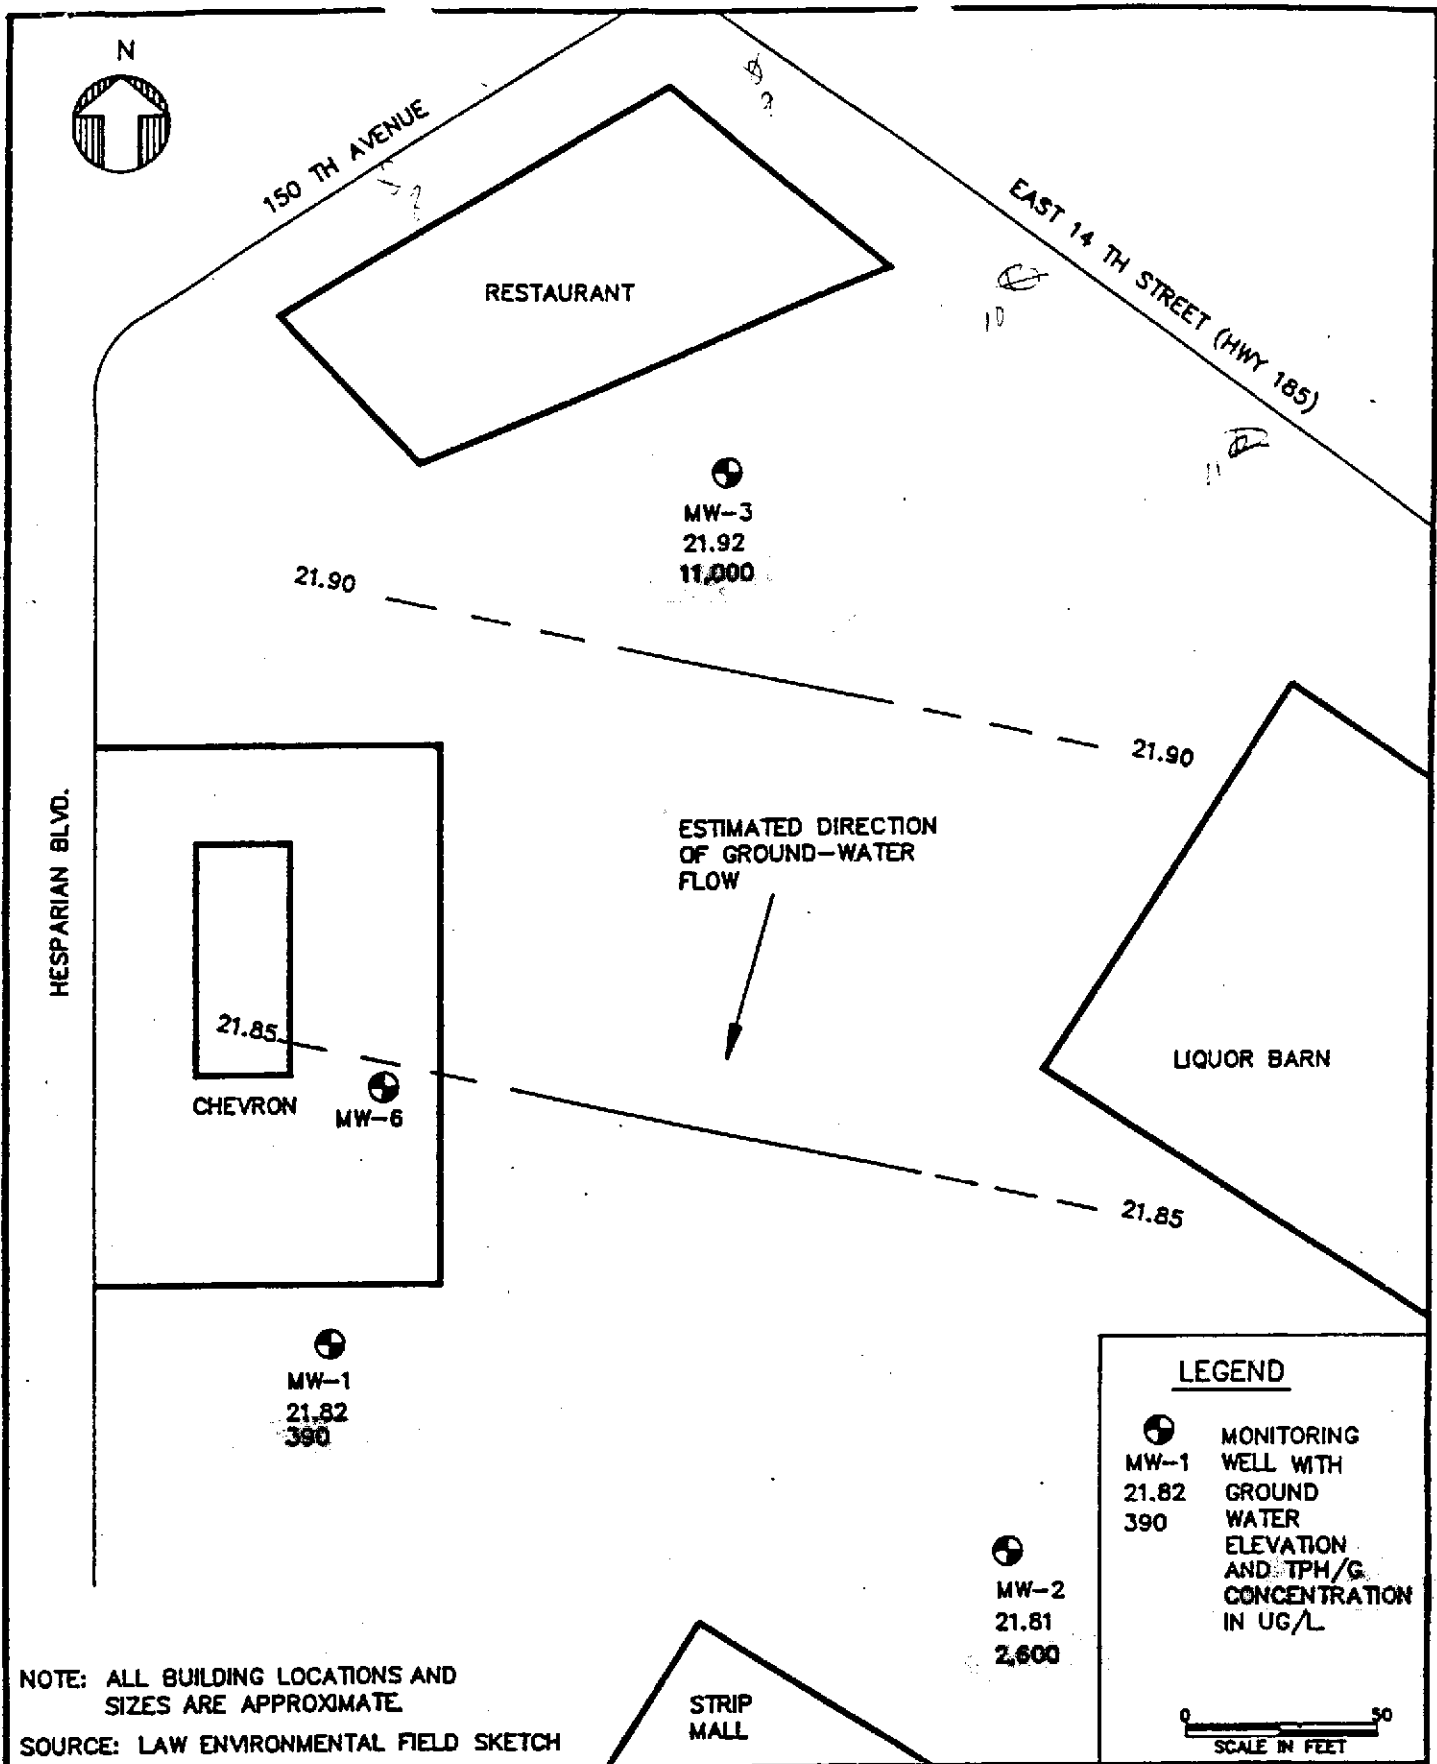 N
150 TH AVENUE
EAST 14 TH STREET (HWY 185)
RESTAURANT
10
11
MW-3
21.92
11,000
21.90
21.90
HESPARIAN BLVD.
ESTIMATED DIRECTION
OF GROUND-WATER
FLOW
21.85
CHEVRON
MW-6
LIQUOR BARN
21.85
MW-1
21.82
390
MW-2
21.81
2,600
STRIP
MALL
LEGEND
MW-1
21.82
390
MONITORING
WELL WITH
GROUND
WATER
ELEVATION
AND TPH/G
CONCENTRATION
IN UG/L
0 50
SCALE IN FEET
NOTE: ALL BUILDING LOCATIONS AND
SIZES ARE APPROXIMATE
SOURCE: LAW ENVIRONMENTAL FIELD SKETCH